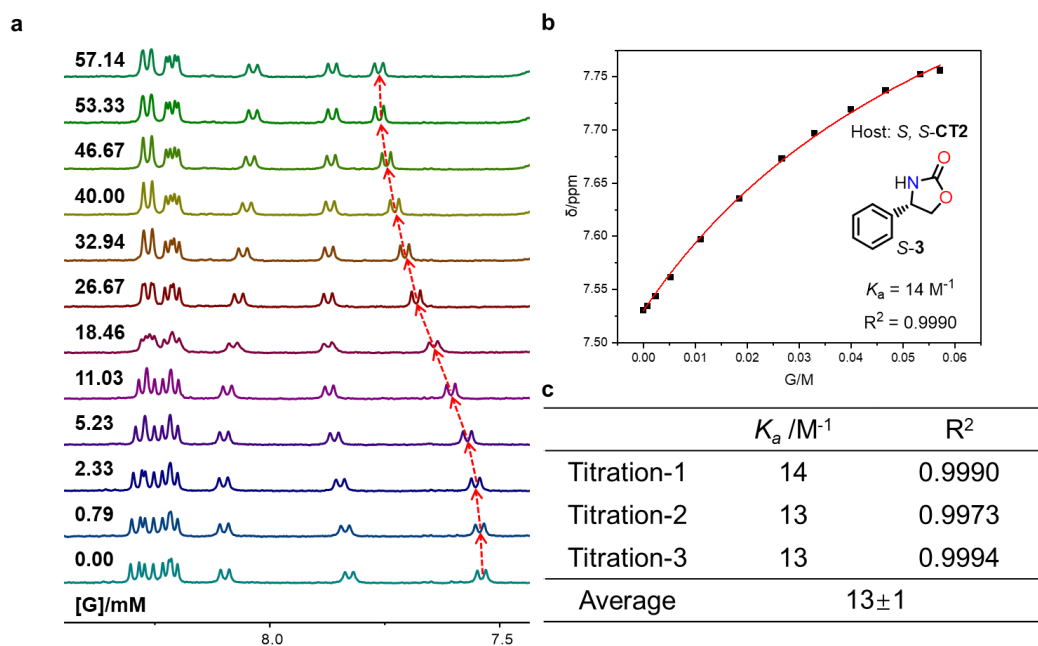 a
57.14
53.33
46.67
40.00
32.94
26.67
18.46
11.03
5.23
2.33
0.79
0.00
[G]/mM
8.0
7.5
b
δ/ppm
7.75
7.70
7.65
7.60
7.55
7.50
0.00
0.01
0.02
0.03
0.04
0.05
0.06
G/M
Host: S, S-CT2
O
HN
O
S-3
Ka = 14 M-1
R2 = 0.9990
c
Ka /M-1 R2
Titration-1 14 0.9990
Titration-2 13 0.9973
Titration-3 13 0.9994
Average 13±1